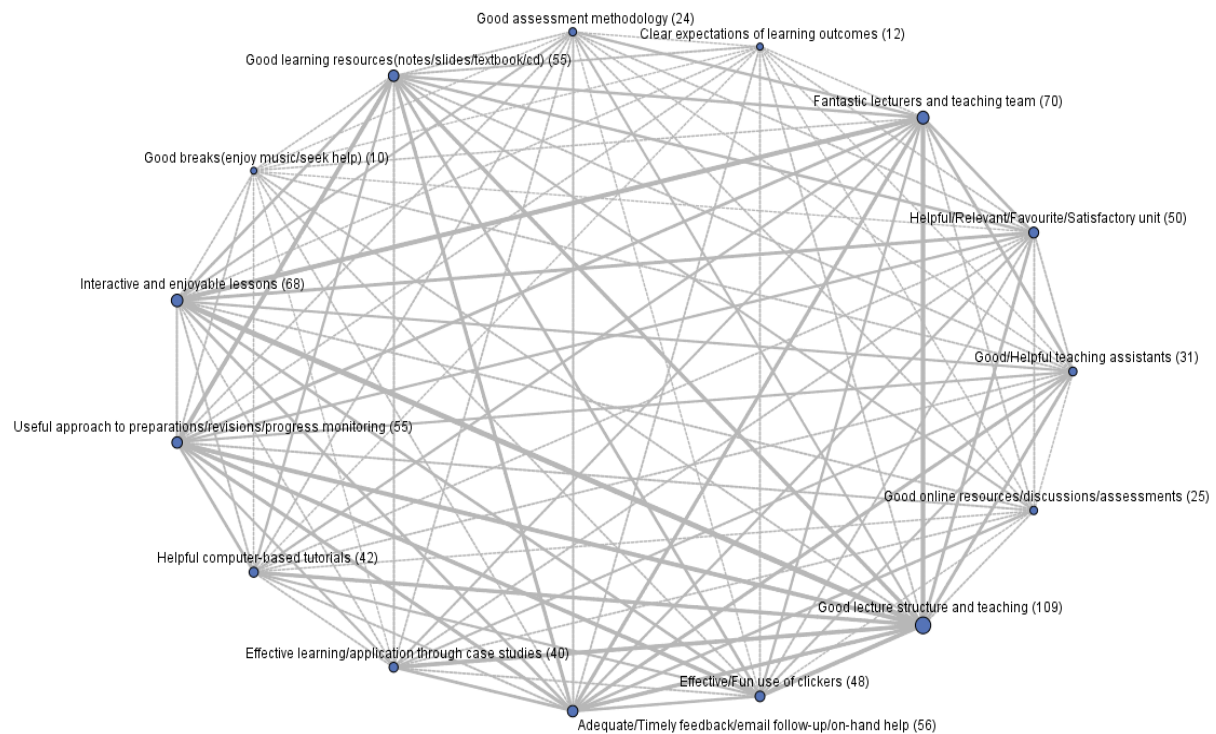 Good assessment methodology (24)
Clear expectations of learning outcomes (12)
Good learning resources(notes/slides/textbook/cd) (55)
Fantastic lecturers and teaching team (70)
Good breaks(enjoy music/seek help) (10)
Helpful/Relevant/Favourite/Satisfactory unit (50)
Interactive and enjoyable lessons (68)
Good/Helpful teaching assistants (31)
Useful approach to preparations/revisions/progress monitoring (55)
Good online resources/discussions/assessments (25)
Helpful computer-based tutorials (42)
Good lecture structure and teaching (109)
Effective learning/application through case studies (40)
Effective/Fun use of clickers (48)
Adequate/Timely feedback/email follow-up/on-hand help (56)